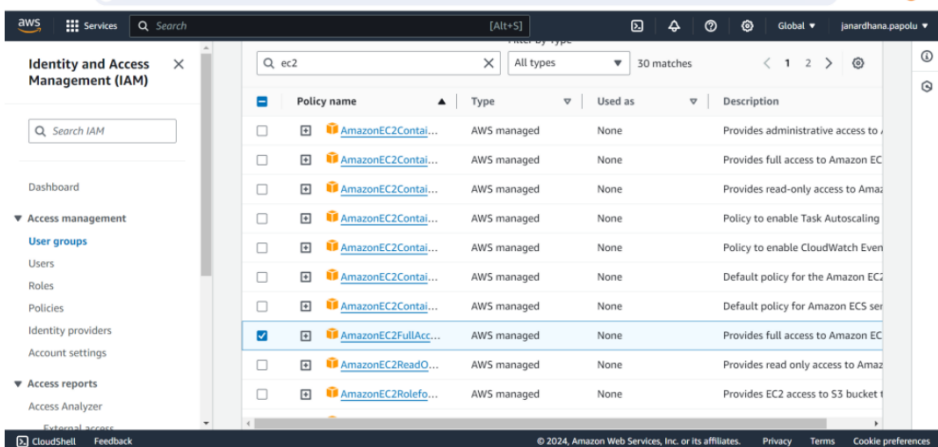 aws Services Search [Alt+S] Global janardhana.papolu
Identity and Access Management (IAM)
Search IAM
Dashboard
Access management
User groups
Users
Roles
Policies
Identity providers
Account settings
Access reports
Access Analyzer
External access
Filter by Type
ec2 All types 30 matches 1 2
Policy name Type Used as Description
AmazonEC2Contai... AWS managed None Provides administrative access to
AmazonEC2Contai... AWS managed None Provides full access to Amazon EC
AmazonEC2Contai... AWS managed None Provides read-only access to Amaz
AmazonEC2Contai... AWS managed None Policy to enable Task Autoscaling
AmazonEC2Contai... AWS managed None Policy to enable CloudWatch Even
AmazonEC2Contai... AWS managed None Default policy for the Amazon EC2
AmazonEC2Contai... AWS managed None Default policy for Amazon ECS ser
AmazonEC2FullAcc... AWS managed None Provides full access to Amazon EC
AmazonEC2ReadO... AWS managed None Provides read only access to Amaz
AmazonEC2Rolefo... AWS managed None Provides EC2 access to S3 bucket
CloudShell Feedback © 2024, Amazon Web Services, Inc. or its affiliates. Privacy Terms Cookie preferences